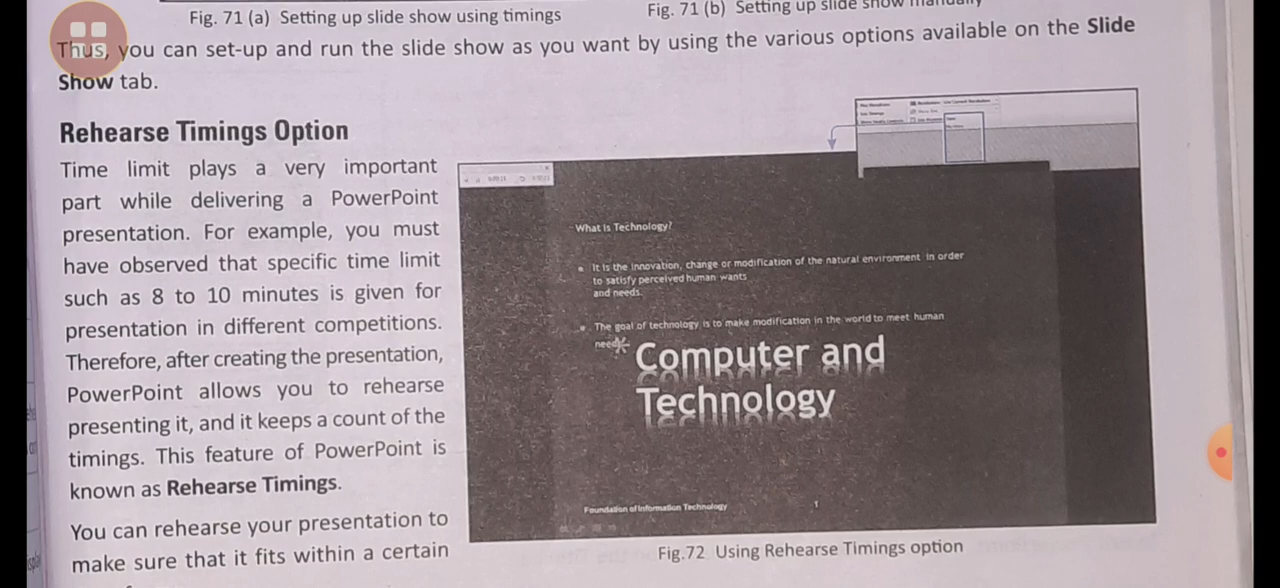 Fig. 71 (a) Setting up slide show using timings
Fig. 71 (b) Setting up slide show manually
Thus, you can set-up and run the slide show as you want by using the various options available on the Slide
Show tab.
Rehearse Timings Option
Time limit plays a very important
part while delivering a PowerPoint
presentation. For example, you must
have observed that specific time limit
such as 8 to 10 minutes is given for
presentation in different competitions.
Therefore, after creating the presentation,
PowerPoint allows you to rehearse
presenting it, and it keeps a count of the
timings. This feature of PowerPoint is
known as Rehearse Timings.
You can rehearse your presentation to
make sure that it fits within a certain
What Is Technology?
It is the innovation, change or modification of the natural environment in order
to satisfy perceived human wants
and needs.
The goal of technology is to make modification in the world to meet human
need
Computer and
Technology
Foundation of Information Technology
1
Fig.72 Using Rehearse Timings option